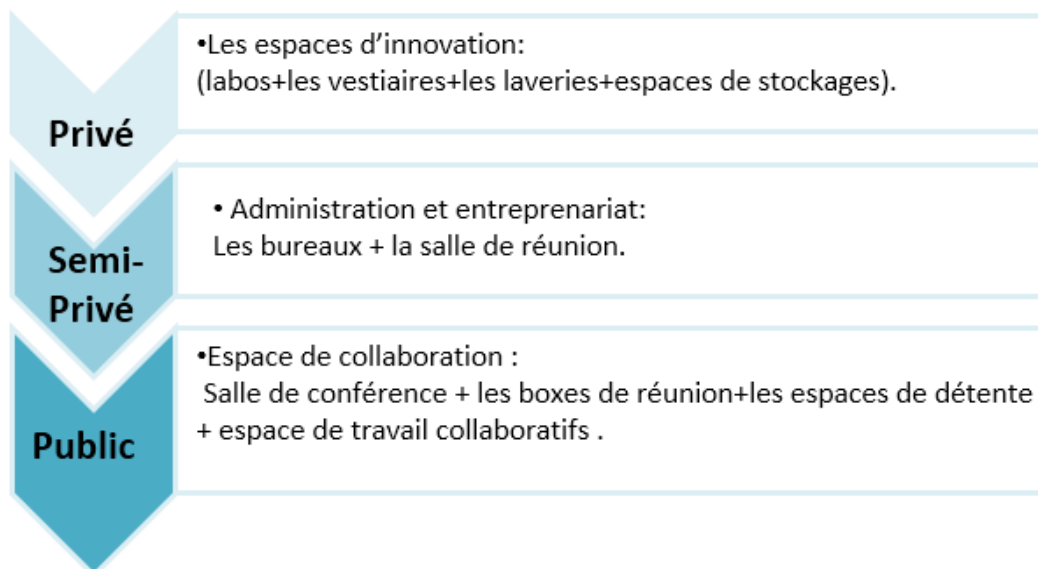 Privé
•Les espaces d’innovation:
(labos+les vestiaires+les laveries+espaces de stockages).
Semi-
Privé
• Administration et entreprenariat:
Les bureaux + la salle de réunion.
Public
•Espace de collaboration :
Salle de conférence + les boxes de réunion+les espaces de détente
+ espace de travail collaboratifs .